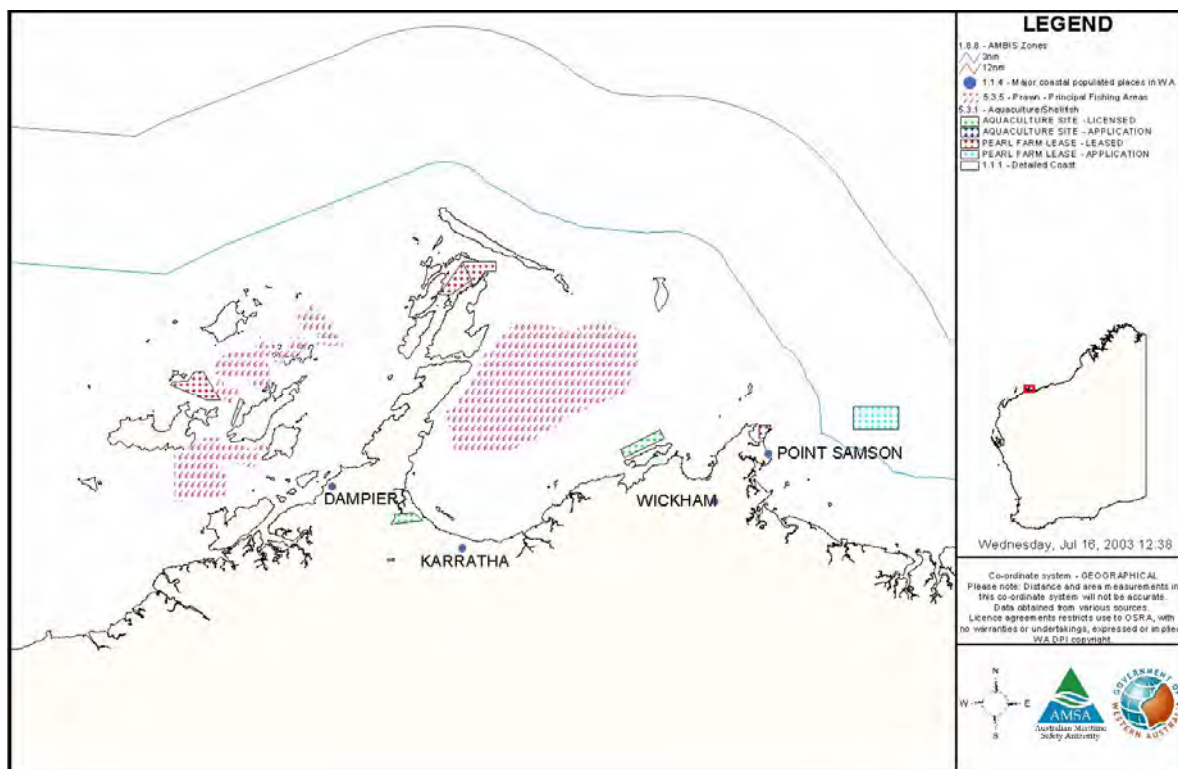 LEGEND
1.8.8 - AMBIS Zones
3nm
12nm
1.1.4 - Major coastal populated places in WA
5.3.5 - Prawn - Principal Fishing Areas
5.3.1 - Aquaculture/Shellfish
AQUACULTURE SITE - LICENSED
AQUACULTURE SITE - APPLICATION
PEARL FARM LEASE - LEASED
PEARL FARM LEASE - APPLICATION
1.1.1 - Detailed Coast
POINT SAMSON
DAMPIER
WICKHAM
KARRATHA
Wednesday, Jul 16, 2003 12:38
Co-ordinate system - GEOGRAPHICAL
Please note: Distance and area measurements in
this co-ordinate system will not be accurate.
Data obtained from various sources.
Licence agreements restricts use to OSRA, with
no warranties or undertakings, expressed or implied
WA DPI copyright.
N
W
E
S
AMSA
Australian Maritime
Safety Authority
GOVERNMENT OF
WESTERN AUSTRALIA